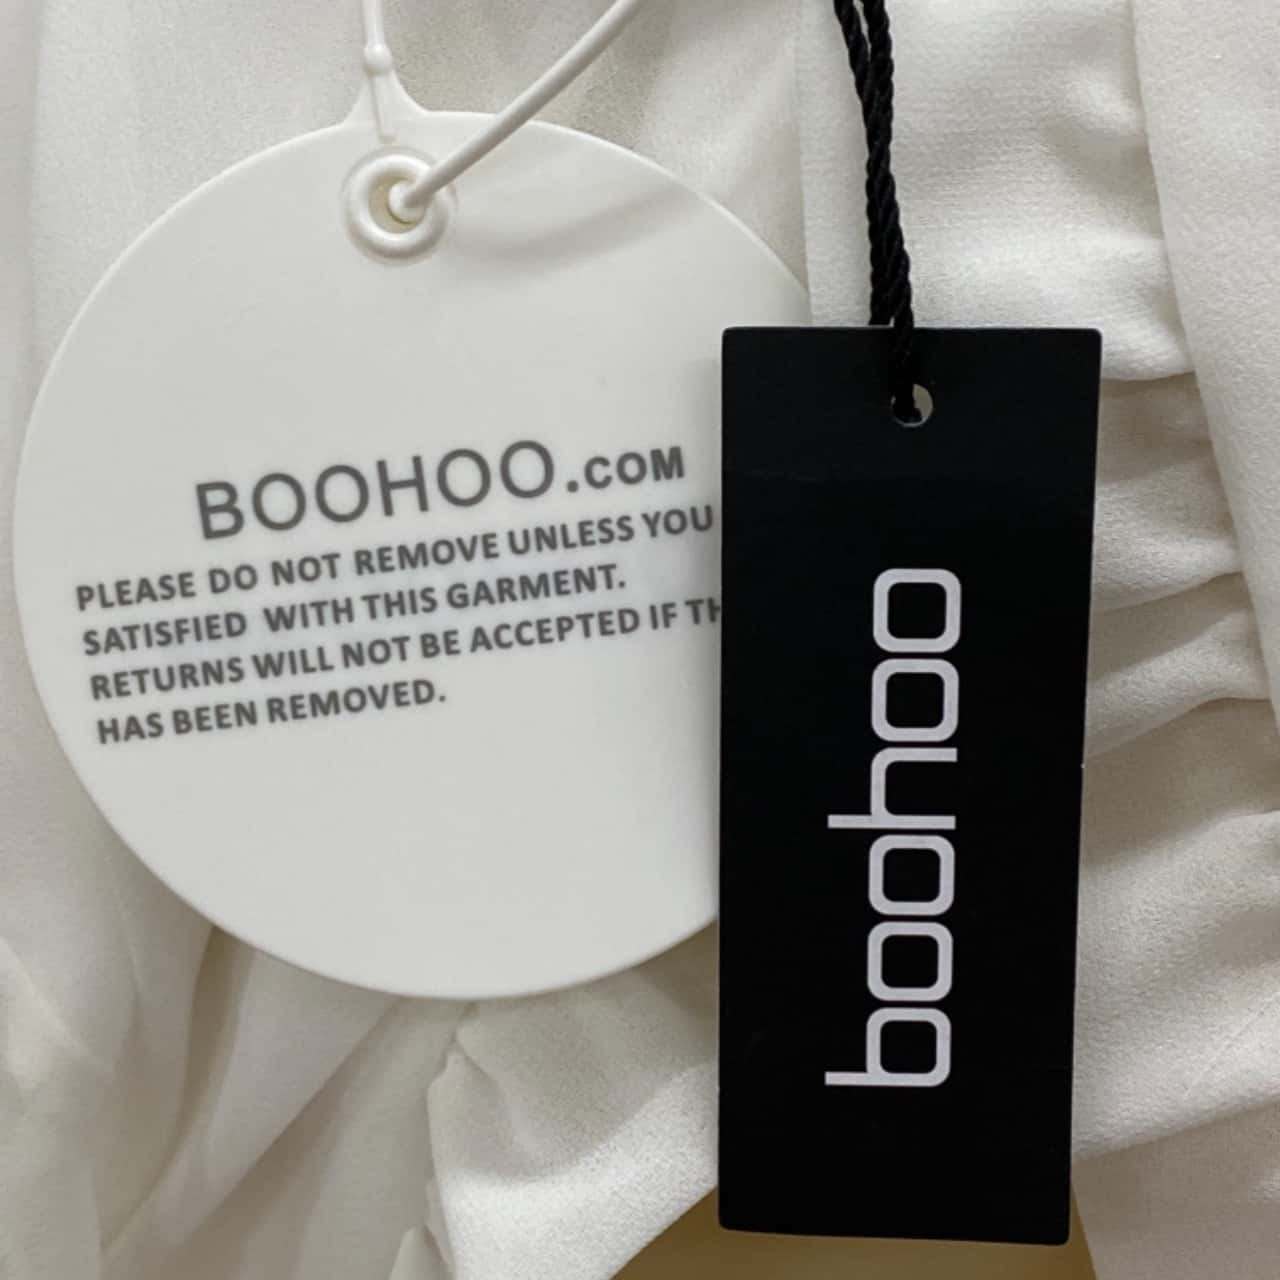 BOOHOO.COM
PLEASE DO NOT REMOVE UNLESS YOU
SATISFIED WITH THIS GARMENT.
RETURNS WILL NOT BE ACCEPTED IF
HAS BEEN REMOVED.
boohoo